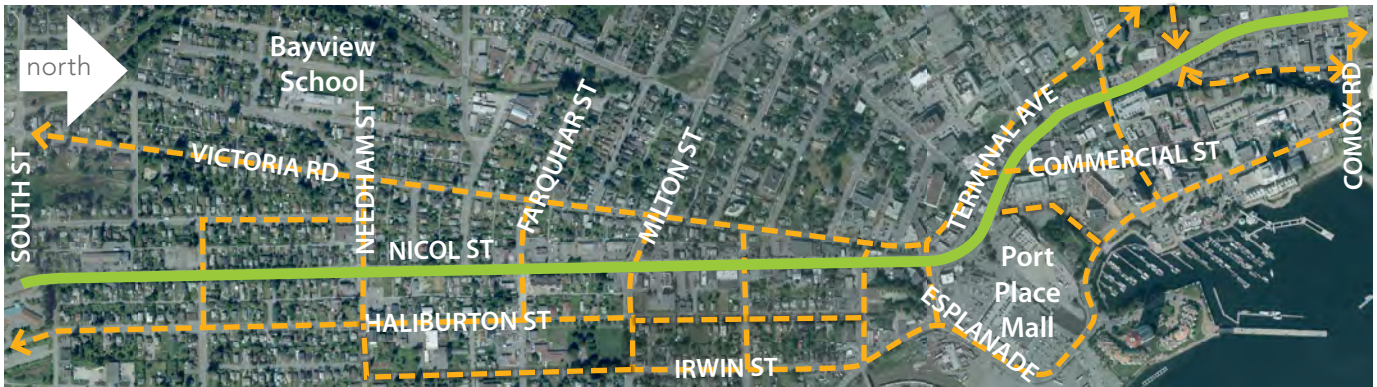 north
Bayview
School
SOUTH ST
VICTORIA RD
NEEDHAM ST
NICOL ST
HALIBURTON ST
FARQUHAR ST
MILTON ST
IRWIN ST
TERMINAL AVE
COMMERCIAL ST
ESPLANADE
Port
Place
Mall
COMOX RD